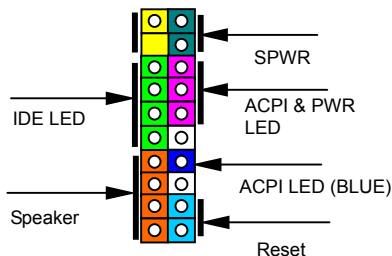 SPWR
IDE LED
ACPI & PWR
LED
ACPI LED (BLUE)
Speaker
Reset